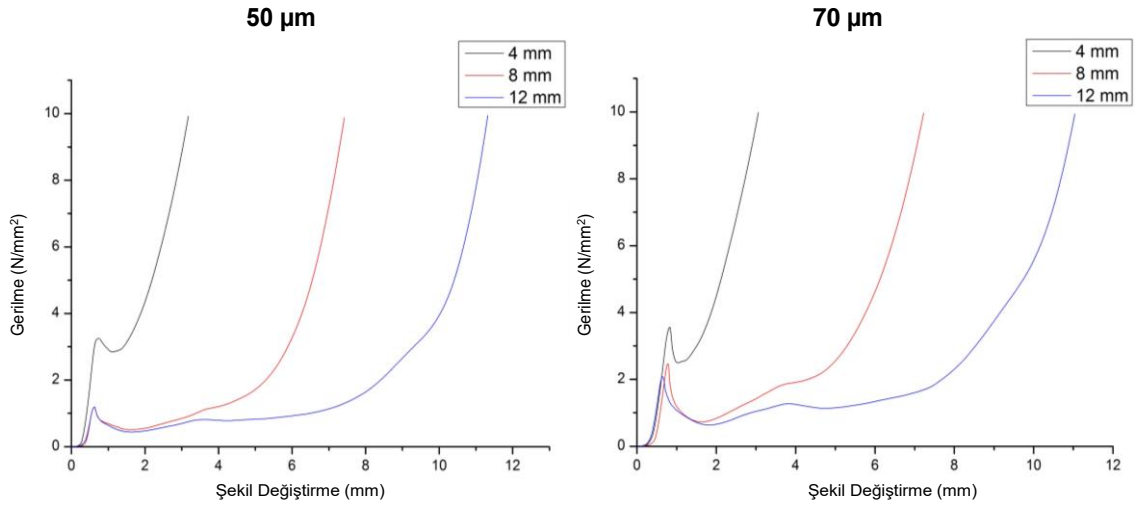 50 µm
4 mm
8 mm
12 mm
10
8
6
4
2
0
0 2 4 6 8 10 12
Gerilme (N/mm²)
Şekil Değiştirme (mm)
70 µm
4 mm
8 mm
12 mm
10
8
6
4
2
0
0 2 4 6 8 10 12
Gerilme (N/mm²)
Şekil Değiştirme (mm)